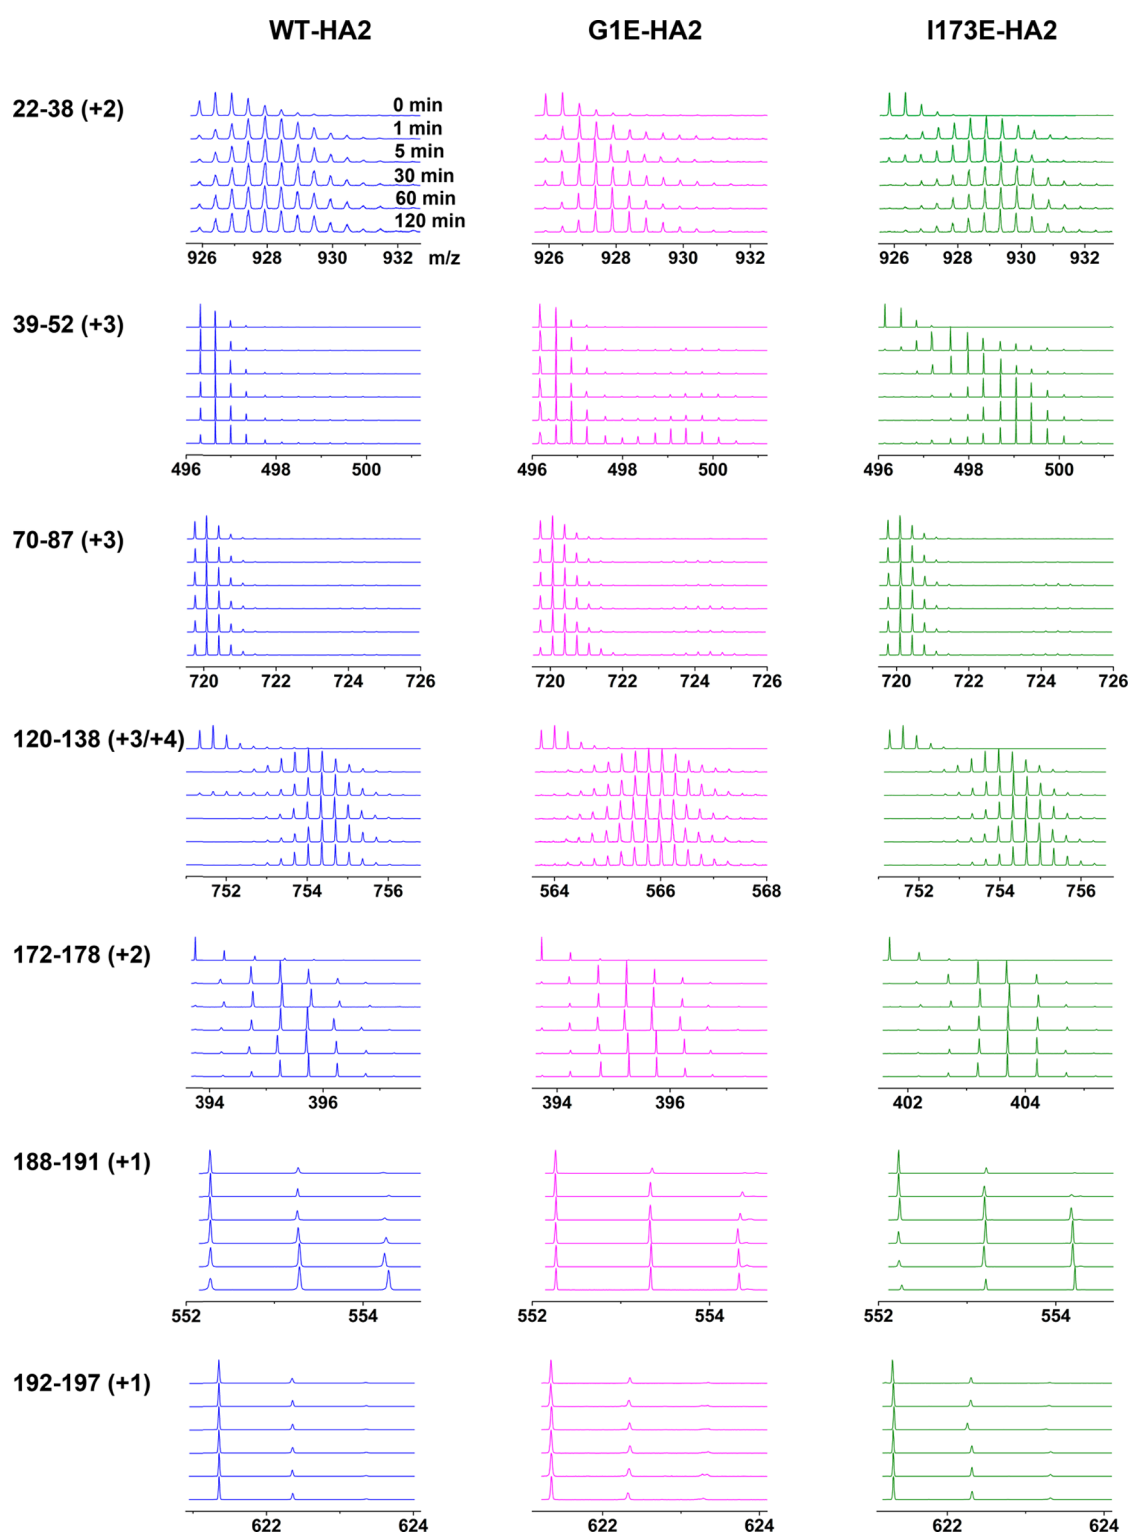 WT-HA2 G1E-HA2 I173E-HA2
22-38 (+2)
0 min
1 min
5 min
30 min
60 min
120 min
926 928 930 932 m/z 926 928 930 932 926 928 930 932
39-52 (+3)
496 498 500 496 498 500 496 498 500
70-87 (+3)
720 722 724 726 720 722 724 726 720 722 724 726
120-138 (+3/+4)
752 754 756 564 566 568 752 754 756
172-178 (+2)
394 396 394 396 402 404
188-191 (+1)
552 554 552 554 552 554
192-197 (+1)
622 624 622 624 622 624